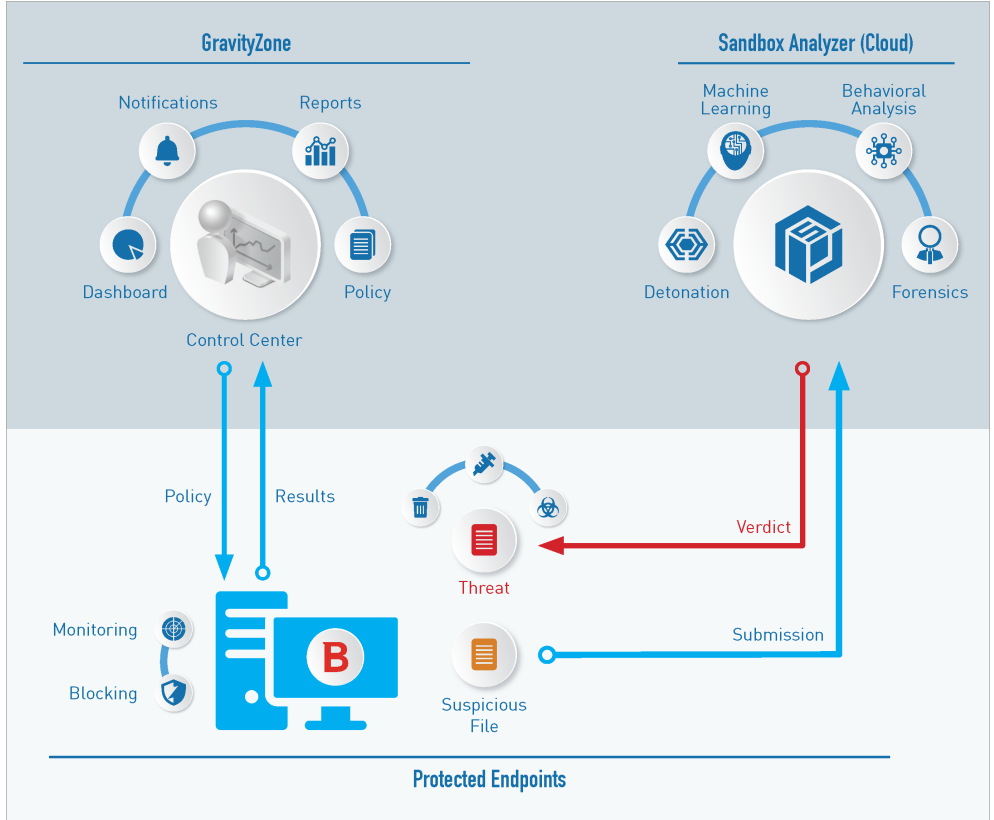 GravityZone
Sandbox Analyzer (Cloud)
Notifications
Reports
Dashboard
Policy
Control Center
Machine
Learning
Behavioral
Analysis
Detonation
Forensics
Policy
Results
Verdict
Threat
Submission
Monitoring
Blocking
B
Suspicious
File
Protected Endpoints